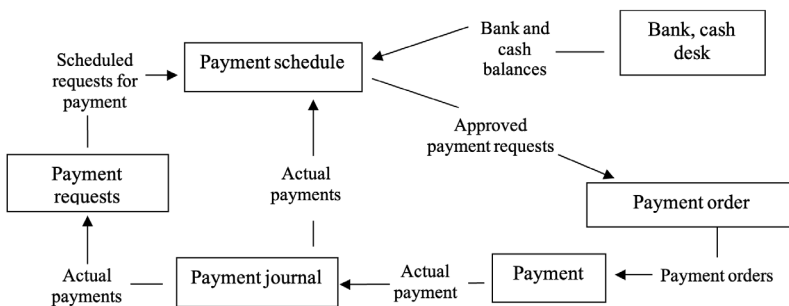 Scheduled
requests for
payment
Payment schedule
Bank and
cash
balances
Bank, cash
desk
Approved
payment requests
Payment
requests
Actual
payments
Payment order
Actual
payments
Payment journal
Actual
payment
Payment
Payment orders